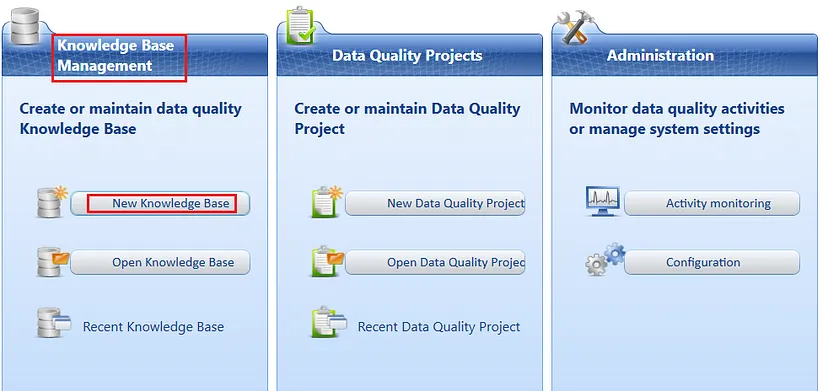 Knowledge Base
Management
Create or maintain data quality
Knowledge Base
New Knowledge Base
Open Knowledge Base
Recent Knowledge Base
Data Quality Projects
Create or maintain Data Quality
Project
New Data Quality Project
Open Data Quality Projec
Recent Data Quality Project
Administration
Monitor data quality activities
or manage system settings
Activity monitoring
Configuration